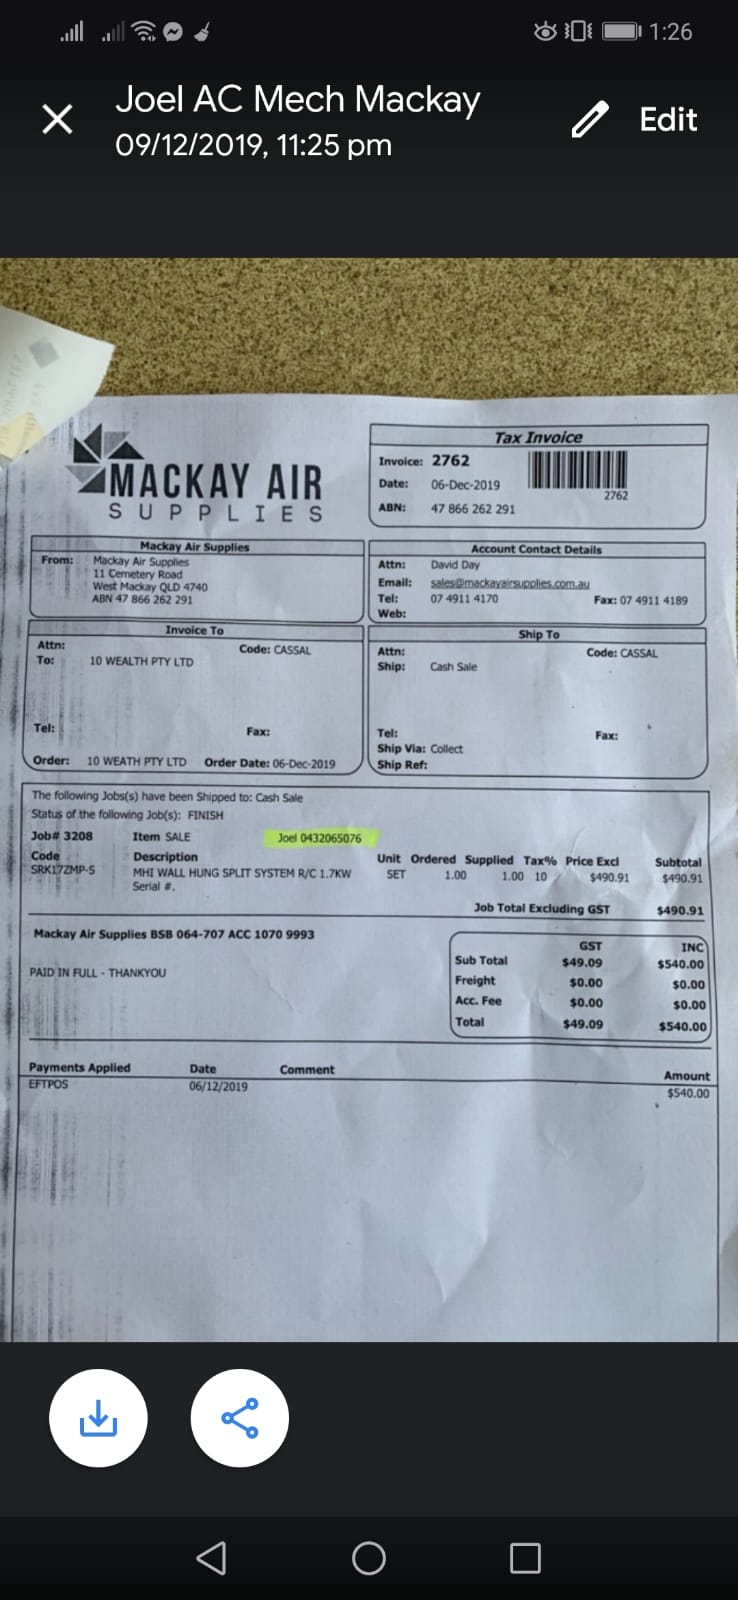 1:26
Joel AC Mech Mackay
09/12/2019, 11:25 pm
Edit
MACKAY AIR
SUPPLIES
Tax Invoice
Invoice: 2762
Date: 06-Dec-2019
2762
ABN: 47 866 262 291
Mackay Air Supplies
From: Mackay Air Supplies
11 Cemetery Road
West Mackay QLD 4740
ABN 47 866 262 291
Account Contact Details
Attn: David Day
Email: sales@mackayairsupplies.com.au
Tel: 07 4911 4170 Fax: 07 4911 4189
Web:
Invoice To
Attn: Code: CASSAL
To: 10 WEALTH PTY LTD
Tel: Fax:
Order: 10 WEATH PTY LTD Order Date: 06-Dec-2019
Ship To
Attn: Code: CASSAL
Ship: Cash Sale
Tel: Fax:
Ship Via: Collect
Ship Ref:
The following Jobs(s) have been Shipped to: Cash Sale
Status of the following Job(s): FINISH
Job# 3208 Item SALE Joel 0432065076
Code Description Unit Ordered Supplied Tax% Price Excl Subtotal
SRK17ZMP-S MHI WALL HUNG SPLIT SYSTEM R/C 1.7KW SET 1.00 1.00 10 $490.91 $490.91
Serial #.
Job Total Excluding GST $490.91
Mackay Air Supplies BSB 064-707 ACC 1070 9993
PAID IN FULL - THANKYOU
GST INC
Sub Total $49.09 $540.00
Freight $0.00 $0.00
Acc. Fee $0.00 $0.00
Total $49.09 $540.00
Payments Applied Date Comment Amount
EFTPOS 06/12/2019 $540.00